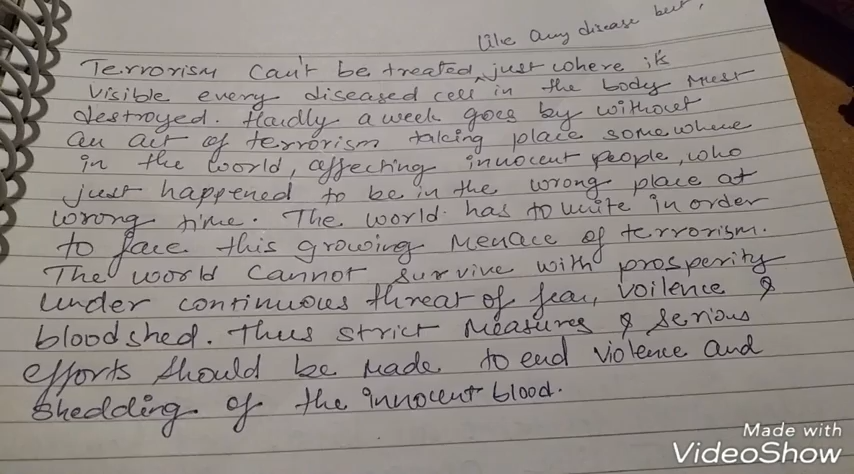 like any disease but,
Terrorism can't be treated ^ just where it's
visible every diseased cell in the body must
destroyed. Hardly a week goes by without
an act of terrorism taking place somewhere
in the world, affecting innocent people, who
just happened to be in the wrong place at
wrong time. The world has to unite in order
to face this growing menace of terrorism.
The world cannot survive with prosperity
under continuous threat of fear, voilence &
bloodshed. Thus strict measures & serious
efforts should be made to end violence and
shedding of the innocent blood.
Made with
VideoShow